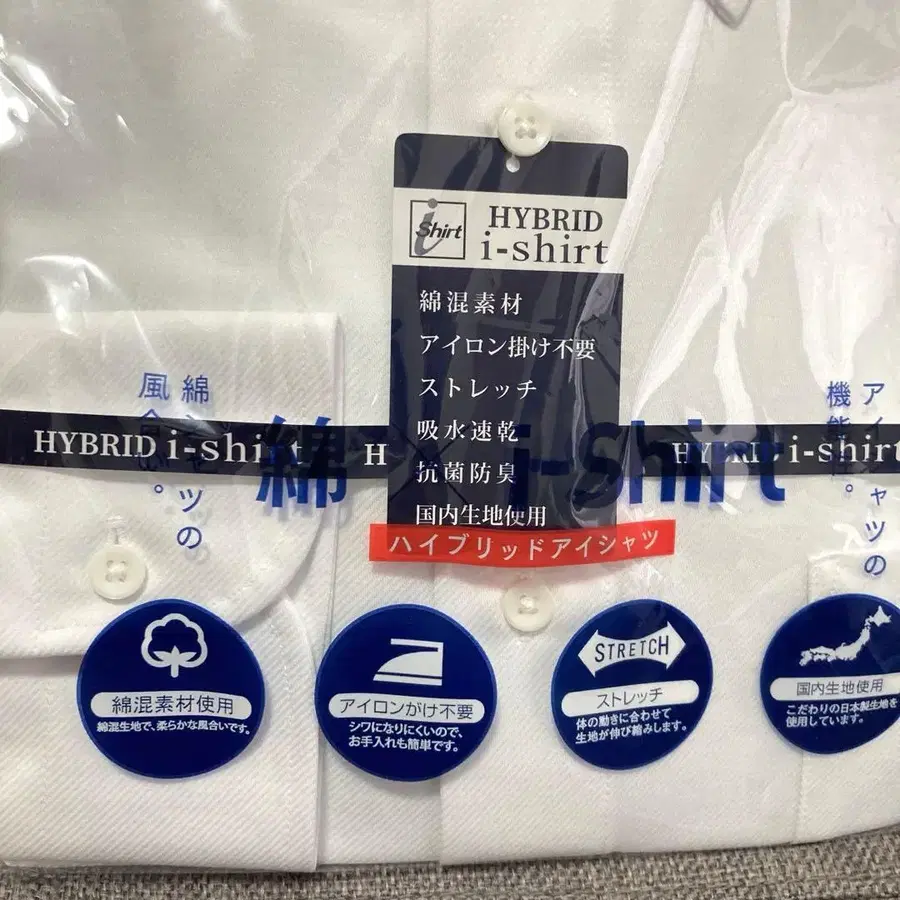 i Shirt
HYBRID
i-shirt
綿混素材
アイロン掛け不要
ストレッチ
吸水速乾
抗菌防臭
国内生地使用
ハイブリッドアイシャツ
HYBRID i-shirt
H
HYBRID i-shirt
綿 × i-Shirt
綿混素材使用
綿混生地で、柔らかな風合いです。
アイロンがけ不要
シワになりにくいので、
お手入れも簡単です。
STRETCH
ストレッチ
体の動きに合わせて
生地が伸び縮みします。
国内生地使用
こだわりの日本製生地を
使用しています。